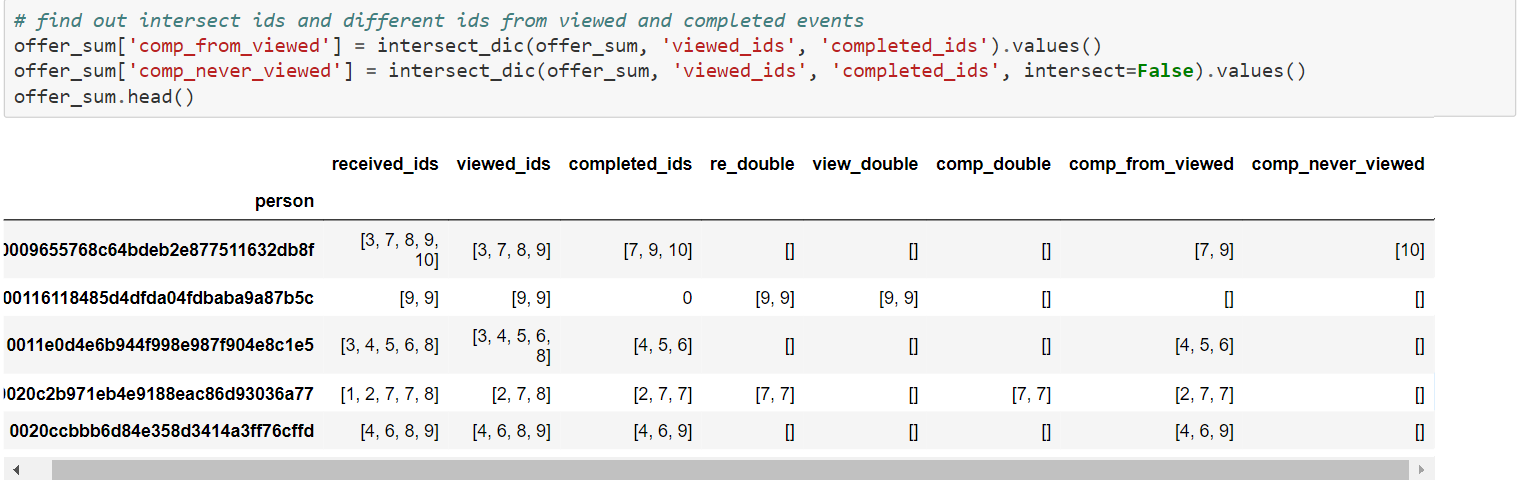 # find out intersect ids and different ids from viewed and completed events
offer_sum['comp_from_viewed'] = intersect_dic(offer_sum, 'viewed_ids', 'completed_ids').values()
offer_sum['comp_never_viewed'] = intersect_dic(offer_sum, 'viewed_ids', 'completed_ids', intersect=False).values()
offer_sum.head()
received_ids viewed_ids completed_ids re_double view_double comp_double comp_from_viewed comp_never_viewed
person
0009655768c64bdeb2e877511632db8f [3, 7, 8, 9, 10] [3, 7, 8, 9] [7, 9, 10] [] [] [] [7, 9] [10]
00116118485d4dfda04fdbaba9a87b5c [9, 9] [9, 9] 0 [9, 9] [9, 9] [] [] []
0011e0d4e6b944f998e987f904e8c1e5 [3, 4, 5, 6, 8] [3, 4, 5, 6, 8] [4, 5, 6] [] [] [] [4, 5, 6] []
0020c2b971eb4e9188eac86d93036a77 [1, 2, 7, 7, 8] [2, 7, 8] [2, 7, 7] [7, 7] [] [7, 7] [2, 7, 7] []
0020ccbbb6d84e358d3414a3ff76cffd [4, 6, 8, 9] [4, 6, 8, 9] [4, 6, 9] [] [] [] [4, 6, 9] []